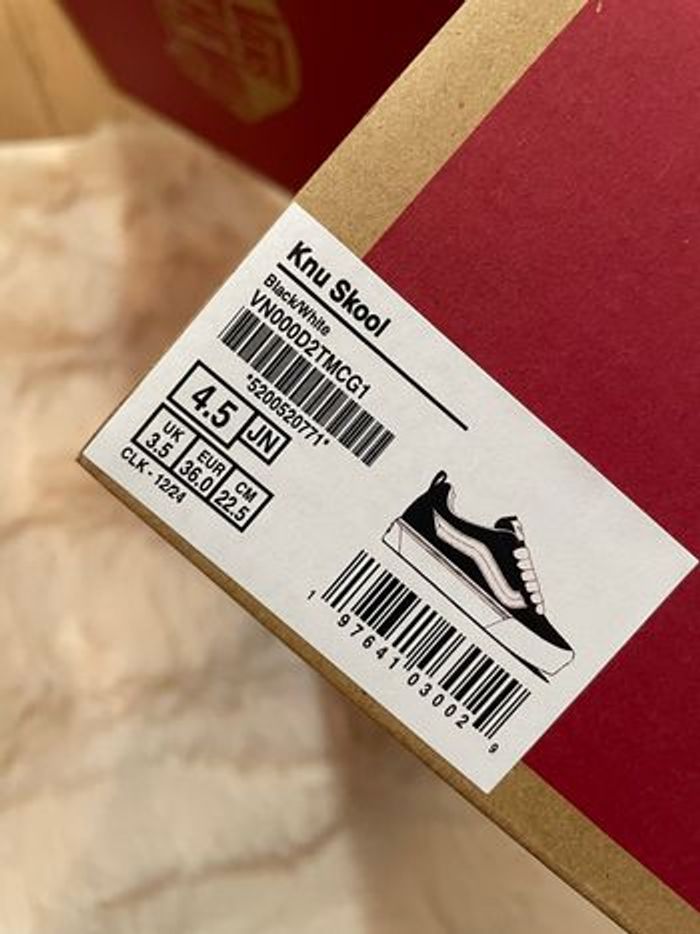 Knu Skool
Black/White
VN000D2TMCG1
*5200520771*
4.5 JN
UK EUR CM
3.5 36.0 22.5
CLK - 12/24
1 97641 03002 9